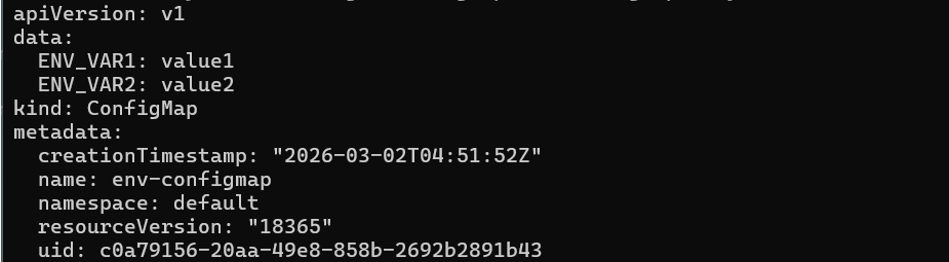 apiVersion: v1
data:
  ENV_VAR1: value1
  ENV_VAR2: value2
kind: ConfigMap
metadata:
  creationTimestamp: "2026-03-02T04:51:52Z"
  name: env-configmap
  namespace: default
  resourceVersion: "18365"
  uid: c0a79156-20aa-49e8-858b-2692b2891b43